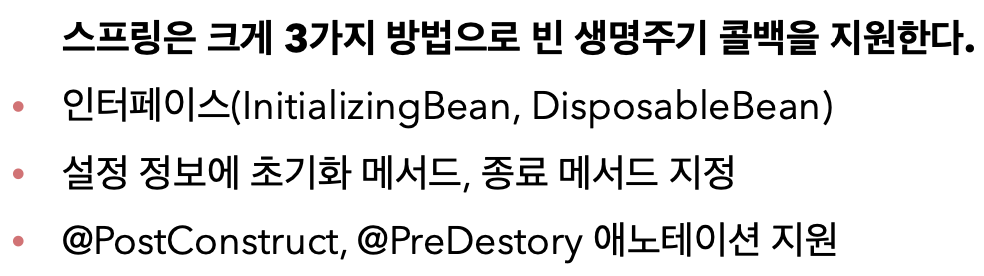 스프링은 크게 3가지 방법으로 빈 생명주기 콜백을 지원한다.
• 인터페이스(InitializingBean, DisposableBean)
• 설정 정보에 초기화 메서드, 종료 메서드 지정
• @PostConstruct, @PreDestory 애노테이션 지원